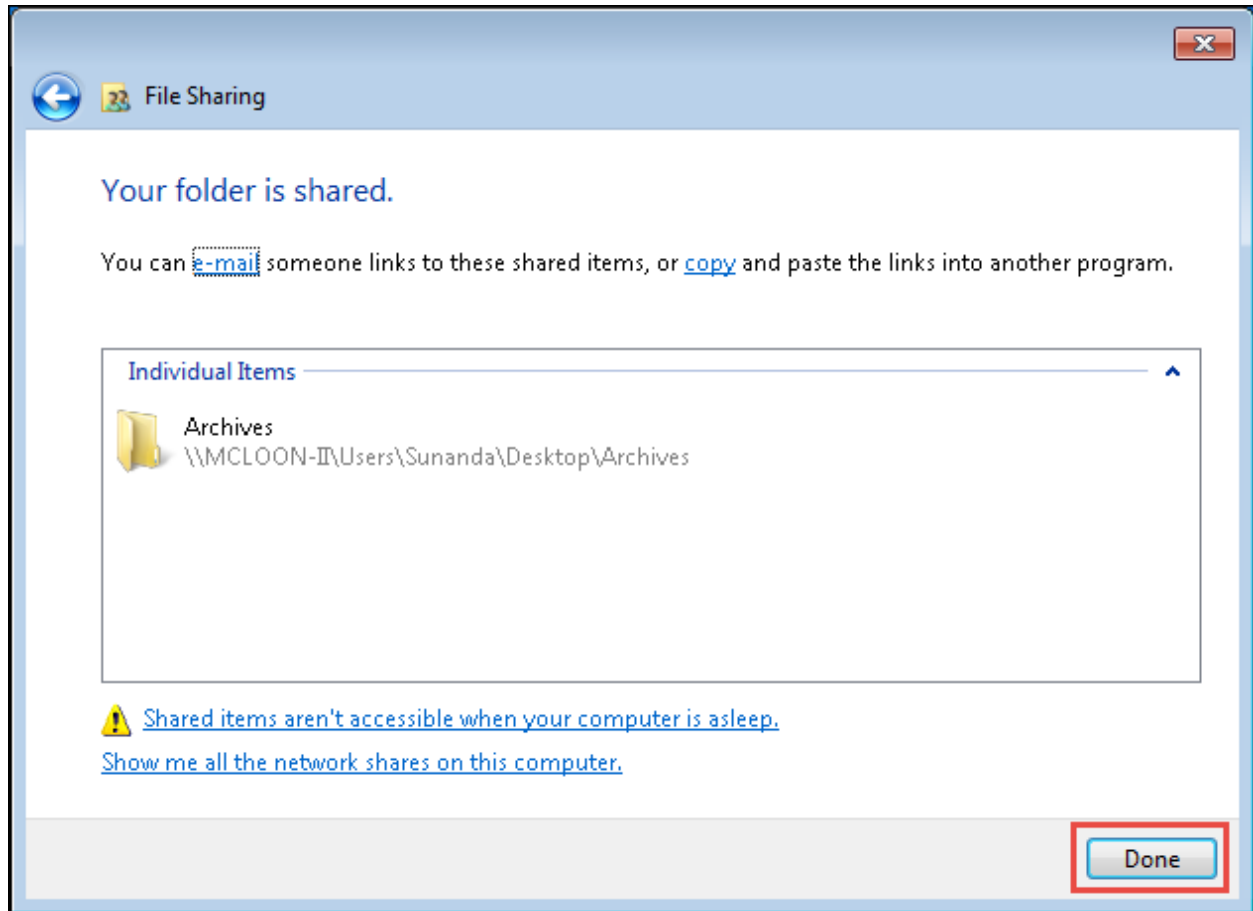 File Sharing
Your folder is shared.
You can e-mail someone links to these shared items, or copy and paste the links into another program.
Individual Items
Archives
\\MCLOON-II\Users\Sunanda\Desktop\Archives
Shared items aren't accessible when your computer is asleep.
Show me all the network shares on this computer.
Done